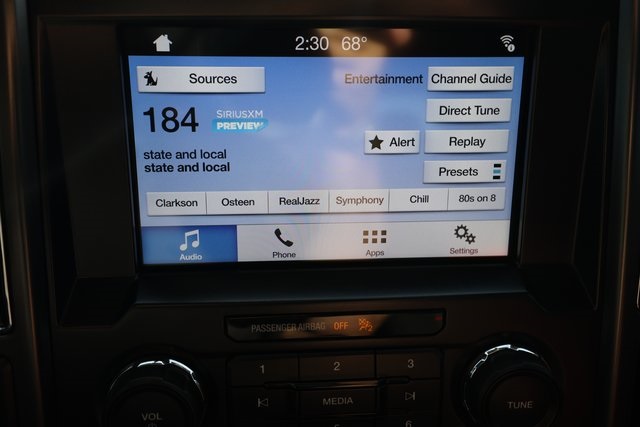 2:30 68°
Sources
Entertainment
Channel Guide
184
SIRIUSXM
PREVIEW
Direct Tune
Alert
Replay
state and local
state and local
Presets
Clarkson Osteen RealJazz Symphony Chill 80s on 8
Audio Phone Apps Settings
PASSENGER AIRBAG OFF
1 2 3
VOL
MEDIA
TUNE
5 6